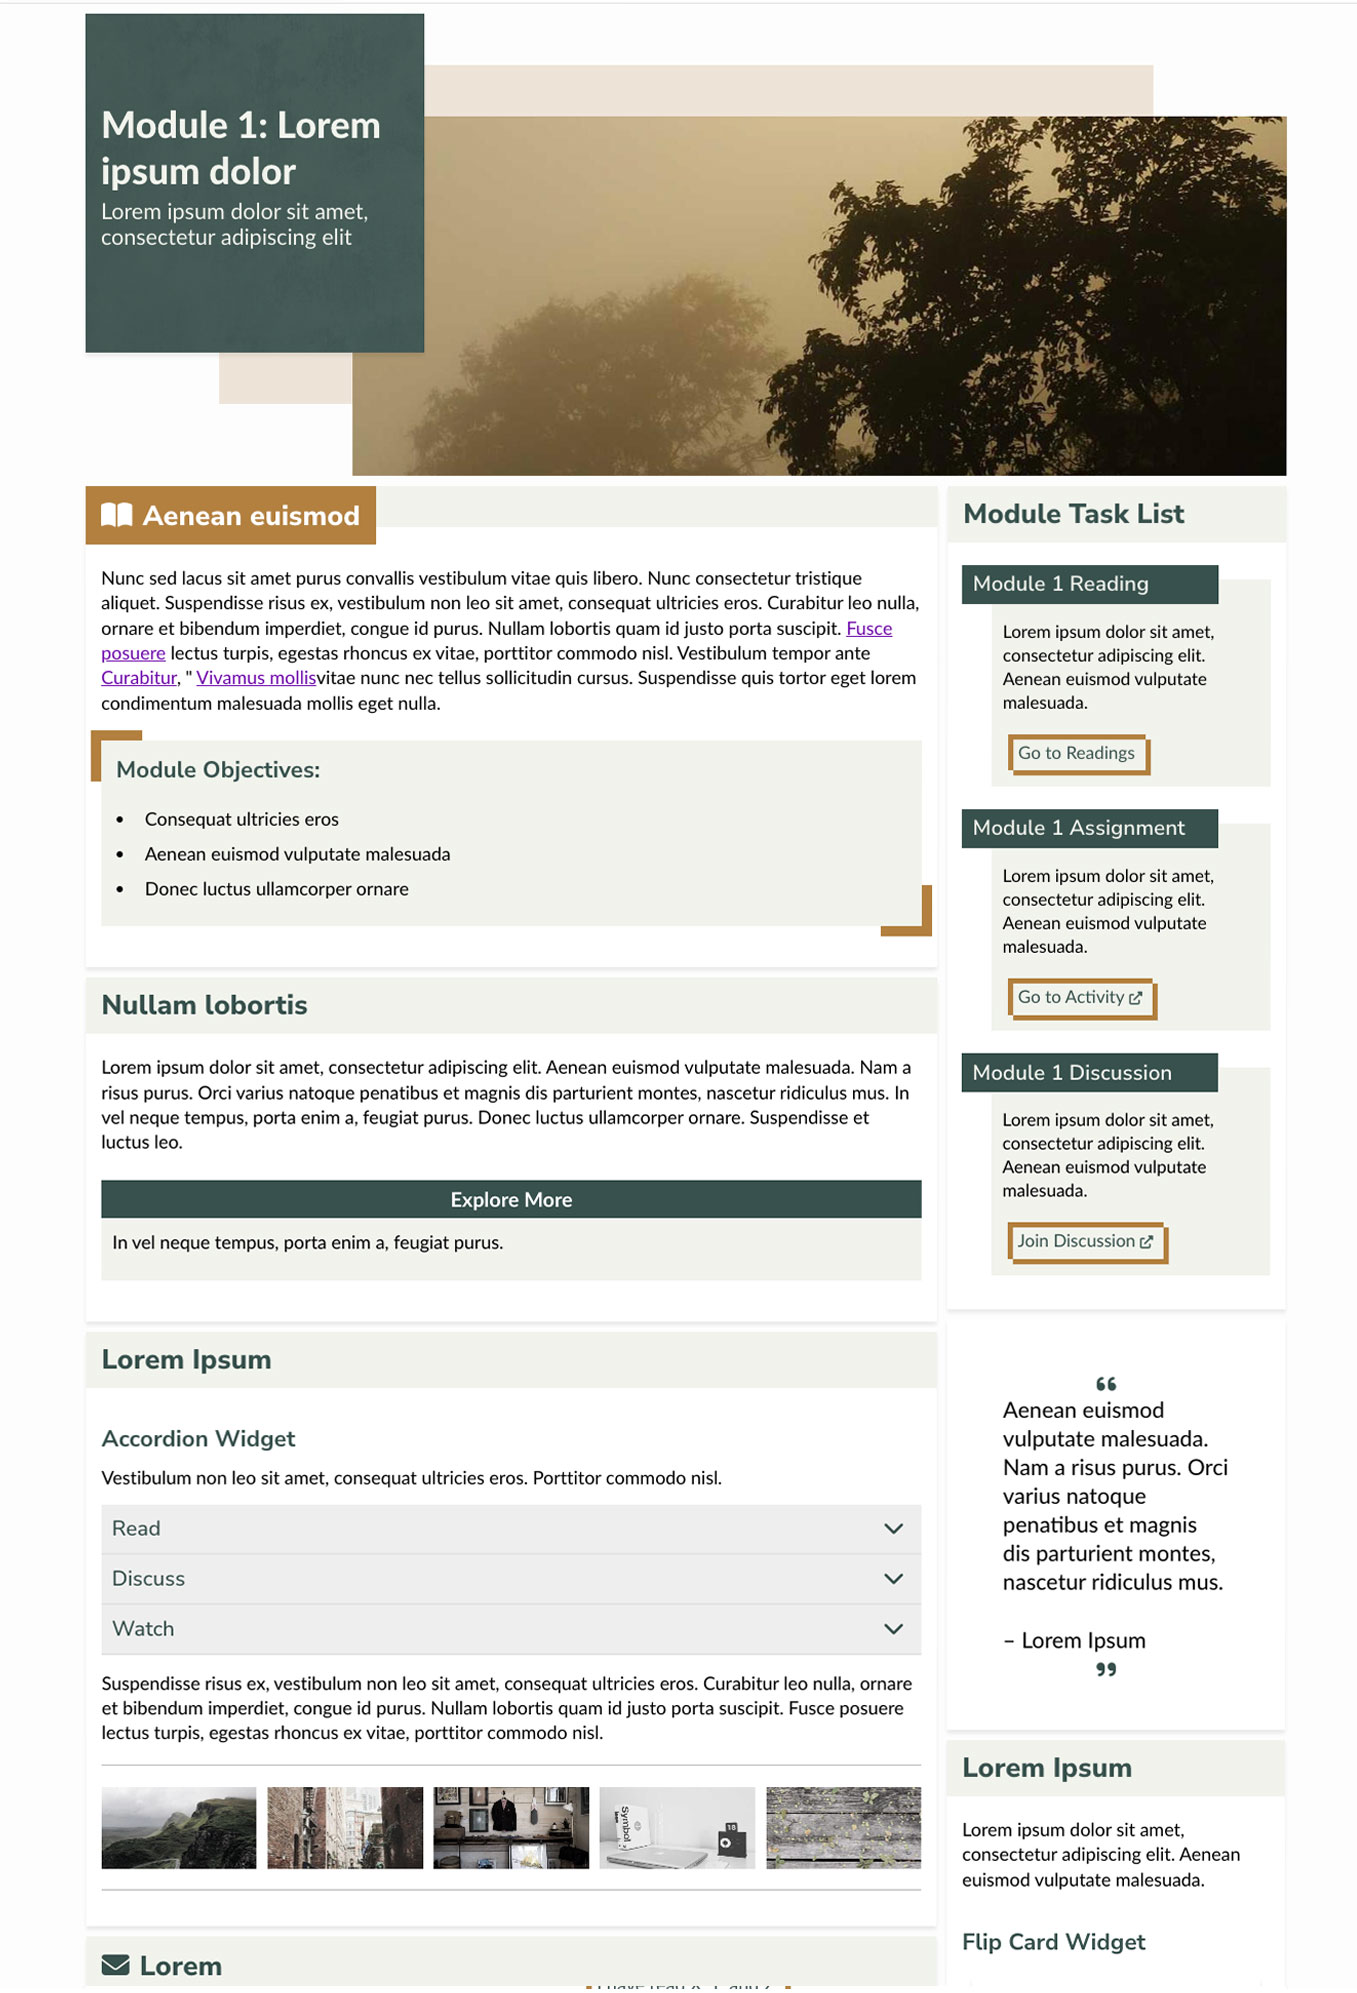 Module 1: Lorem
ipsum dolor
Lorem ipsum dolor sit amet,
consectetur adipiscing elit
Aenean euismod
Nunc sed lacus sit amet purus convallis vestibulum vitae quis libero. Nunc consectetur tristique
aliquet. Suspendisse risus ex, vestibulum non leo sit amet, consequat ultricies eros. Curabitur leo nulla,
ornare et bibendum imperdiet, congue id purus. Nullam lobortis quam id justo porta suscipit. Fusce
posuere lectus turpis, egestas rhoncus ex vitae, porttitor commodo nisl. Vestibulum tempor ante
Curabitur, " Vivamus mollisvitae nunc nec tellus sollicitudin cursus. Suspendisse quis tortor eget lorem
condimentum malesuada mollis eget nulla.
Module Objectives:
• Consequat ultricies eros
• Aenean euismod vulputate malesuada
• Donec luctus ullamcorper ornare
Nullam lobortis
Lorem ipsum dolor sit amet, consectetur adipiscing elit. Aenean euismod vulputate malesuada. Nam a
risus purus. Orci varius natoque penatibus et magnis dis parturient montes, nascetur ridiculus mus. In
vel neque tempus, porta enim a, feugiat purus. Donec luctus ullamcorper ornare. Suspendisse et
luctus leo.
Explore More
In vel neque tempus, porta enim a, feugiat purus.
Lorem Ipsum
Accordion Widget
Vestibulum non leo sit amet, consequat ultricies eros. Porttitor commodo nisl.
Read
Discuss
Watch
Suspendisse risus ex, vestibulum non leo sit amet, consequat ultricies eros. Curabitur leo nulla, ornare
et bibendum imperdiet, congue id purus. Nullam lobortis quam id justo porta suscipit. Fusce posuere
lectus turpis, egestas rhoncus ex vitae, porttitor commodo nisl.
Symbol
18
Lorem
Module Task List
Module 1 Reading
Lorem ipsum dolor sit amet,
consectetur adipiscing elit.
Aenean euismod vulputate
malesuada.
Go to Readings
Module 1 Assignment
Lorem ipsum dolor sit amet,
consectetur adipiscing elit.
Aenean euismod vulputate
malesuada.
Go to Activity
Module 1 Discussion
Lorem ipsum dolor sit amet,
consectetur adipiscing elit.
Aenean euismod vulputate
malesuada.
Join Discussion
“
Aenean euismod
vulputate malesuada.
Nam a risus purus. Orci
varius natoque
penatibus et magnis
dis parturient montes,
nascetur ridiculus mus.
– Lorem Ipsum
”
Lorem Ipsum
Lorem ipsum dolor sit amet,
consectetur adipiscing elit. Aenean
euismod vulputate malesuada.
Flip Card Widget